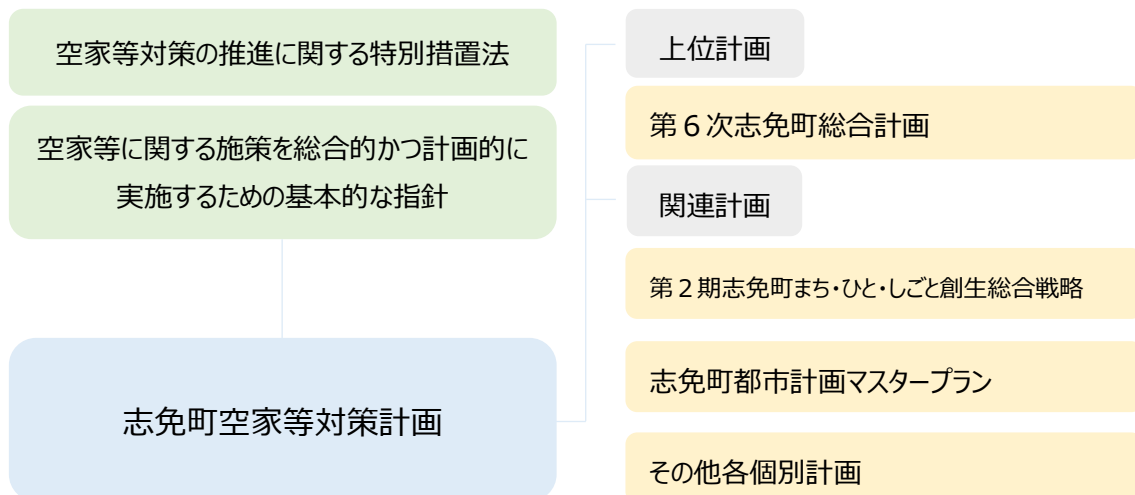 空家等対策の推進に関する特別措置法
空家等に関する施策を総合的かつ計画的に
実施するための基本的な指針
志免町空家等対策計画
上位計画
第６次志免町総合計画
関連計画
第２期志免町まち・ひと・しごと創生総合戦略
志免町都市計画マスタープラン
その他各個別計画